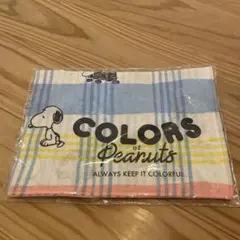 COLORS
OF
Peanuts
ALWAYS KEEP IT COLORFUL.